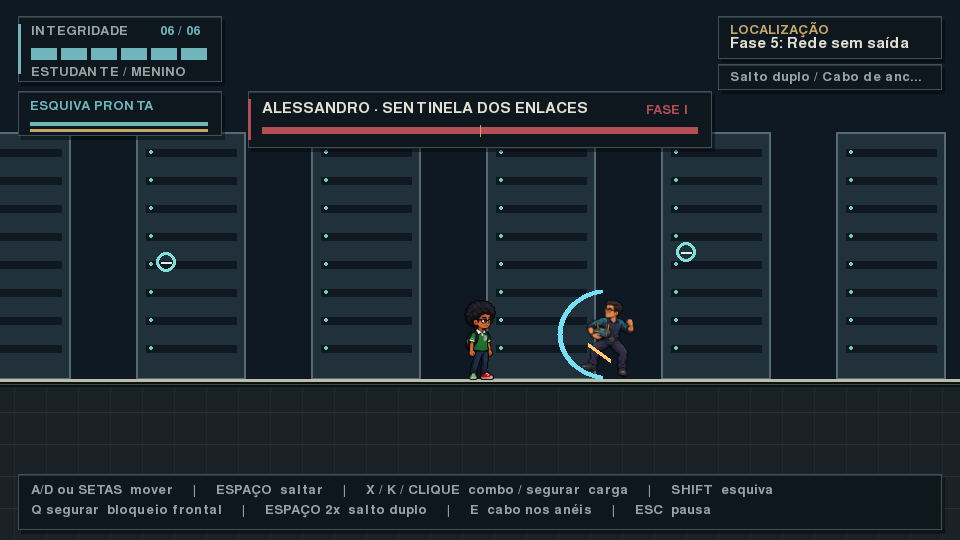 INTEGRIDADE 06 / 06
ESTUDANTE / MENINO
ESQUIVA PRONTA
ALESSANDRO · SENTINELA DOS ENLACES FASE I
LOCALIZAÇÃO
Fase 5: Rede sem saída
Salto duplo / Cabo de anc...
A/D ou SETAS mover | ESPAÇO saltar | X / K / CLIQUE combo / segurar carga | SHIFT esquiva
Q segurar bloqueio frontal | ESPAÇO 2x salto duplo | E cabo nos anéis | ESC pausa